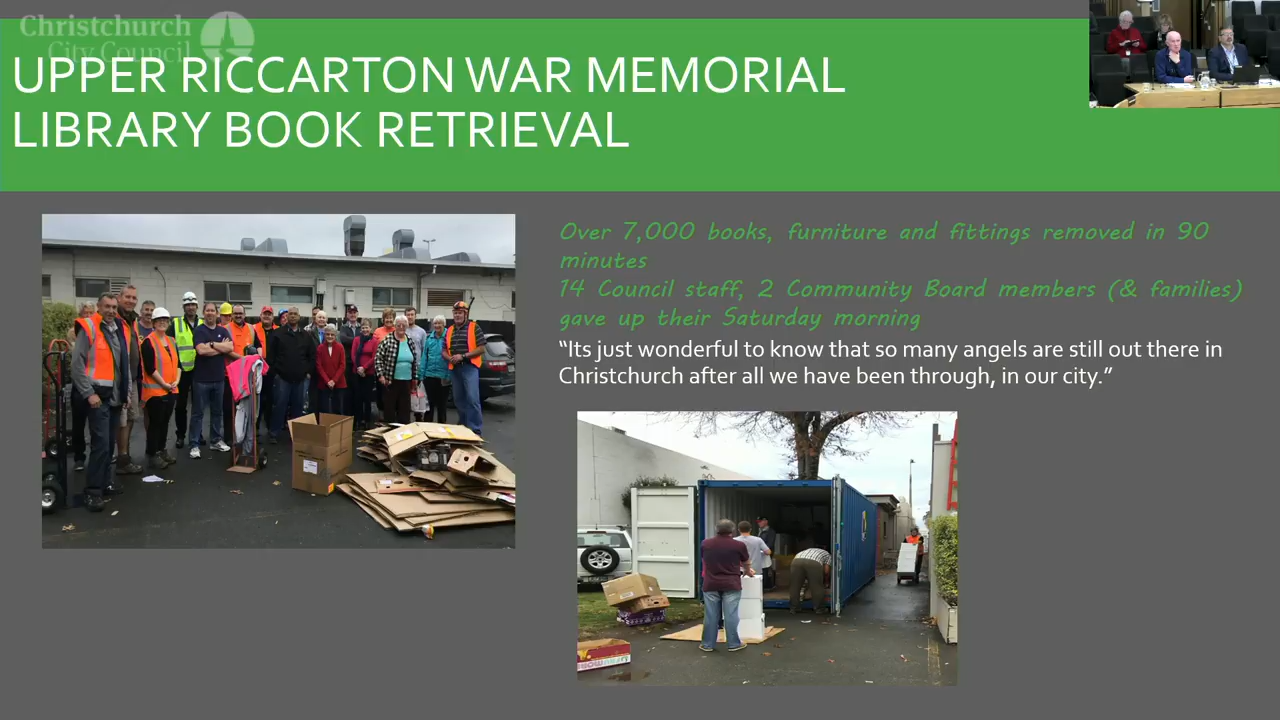 Christchurch
City Council
UPPER RICCARTON WAR MEMORIAL
LIBRARY BOOK RETRIEVAL
Over 7,000 books, furniture and fittings removed in 90
minutes
14 Council staff, 2 Community Board members (& families)
gave up their Saturday morning
“Its just wonderful to know that so many angels are still out there in
Christchurch after all we have been through, in our city.”